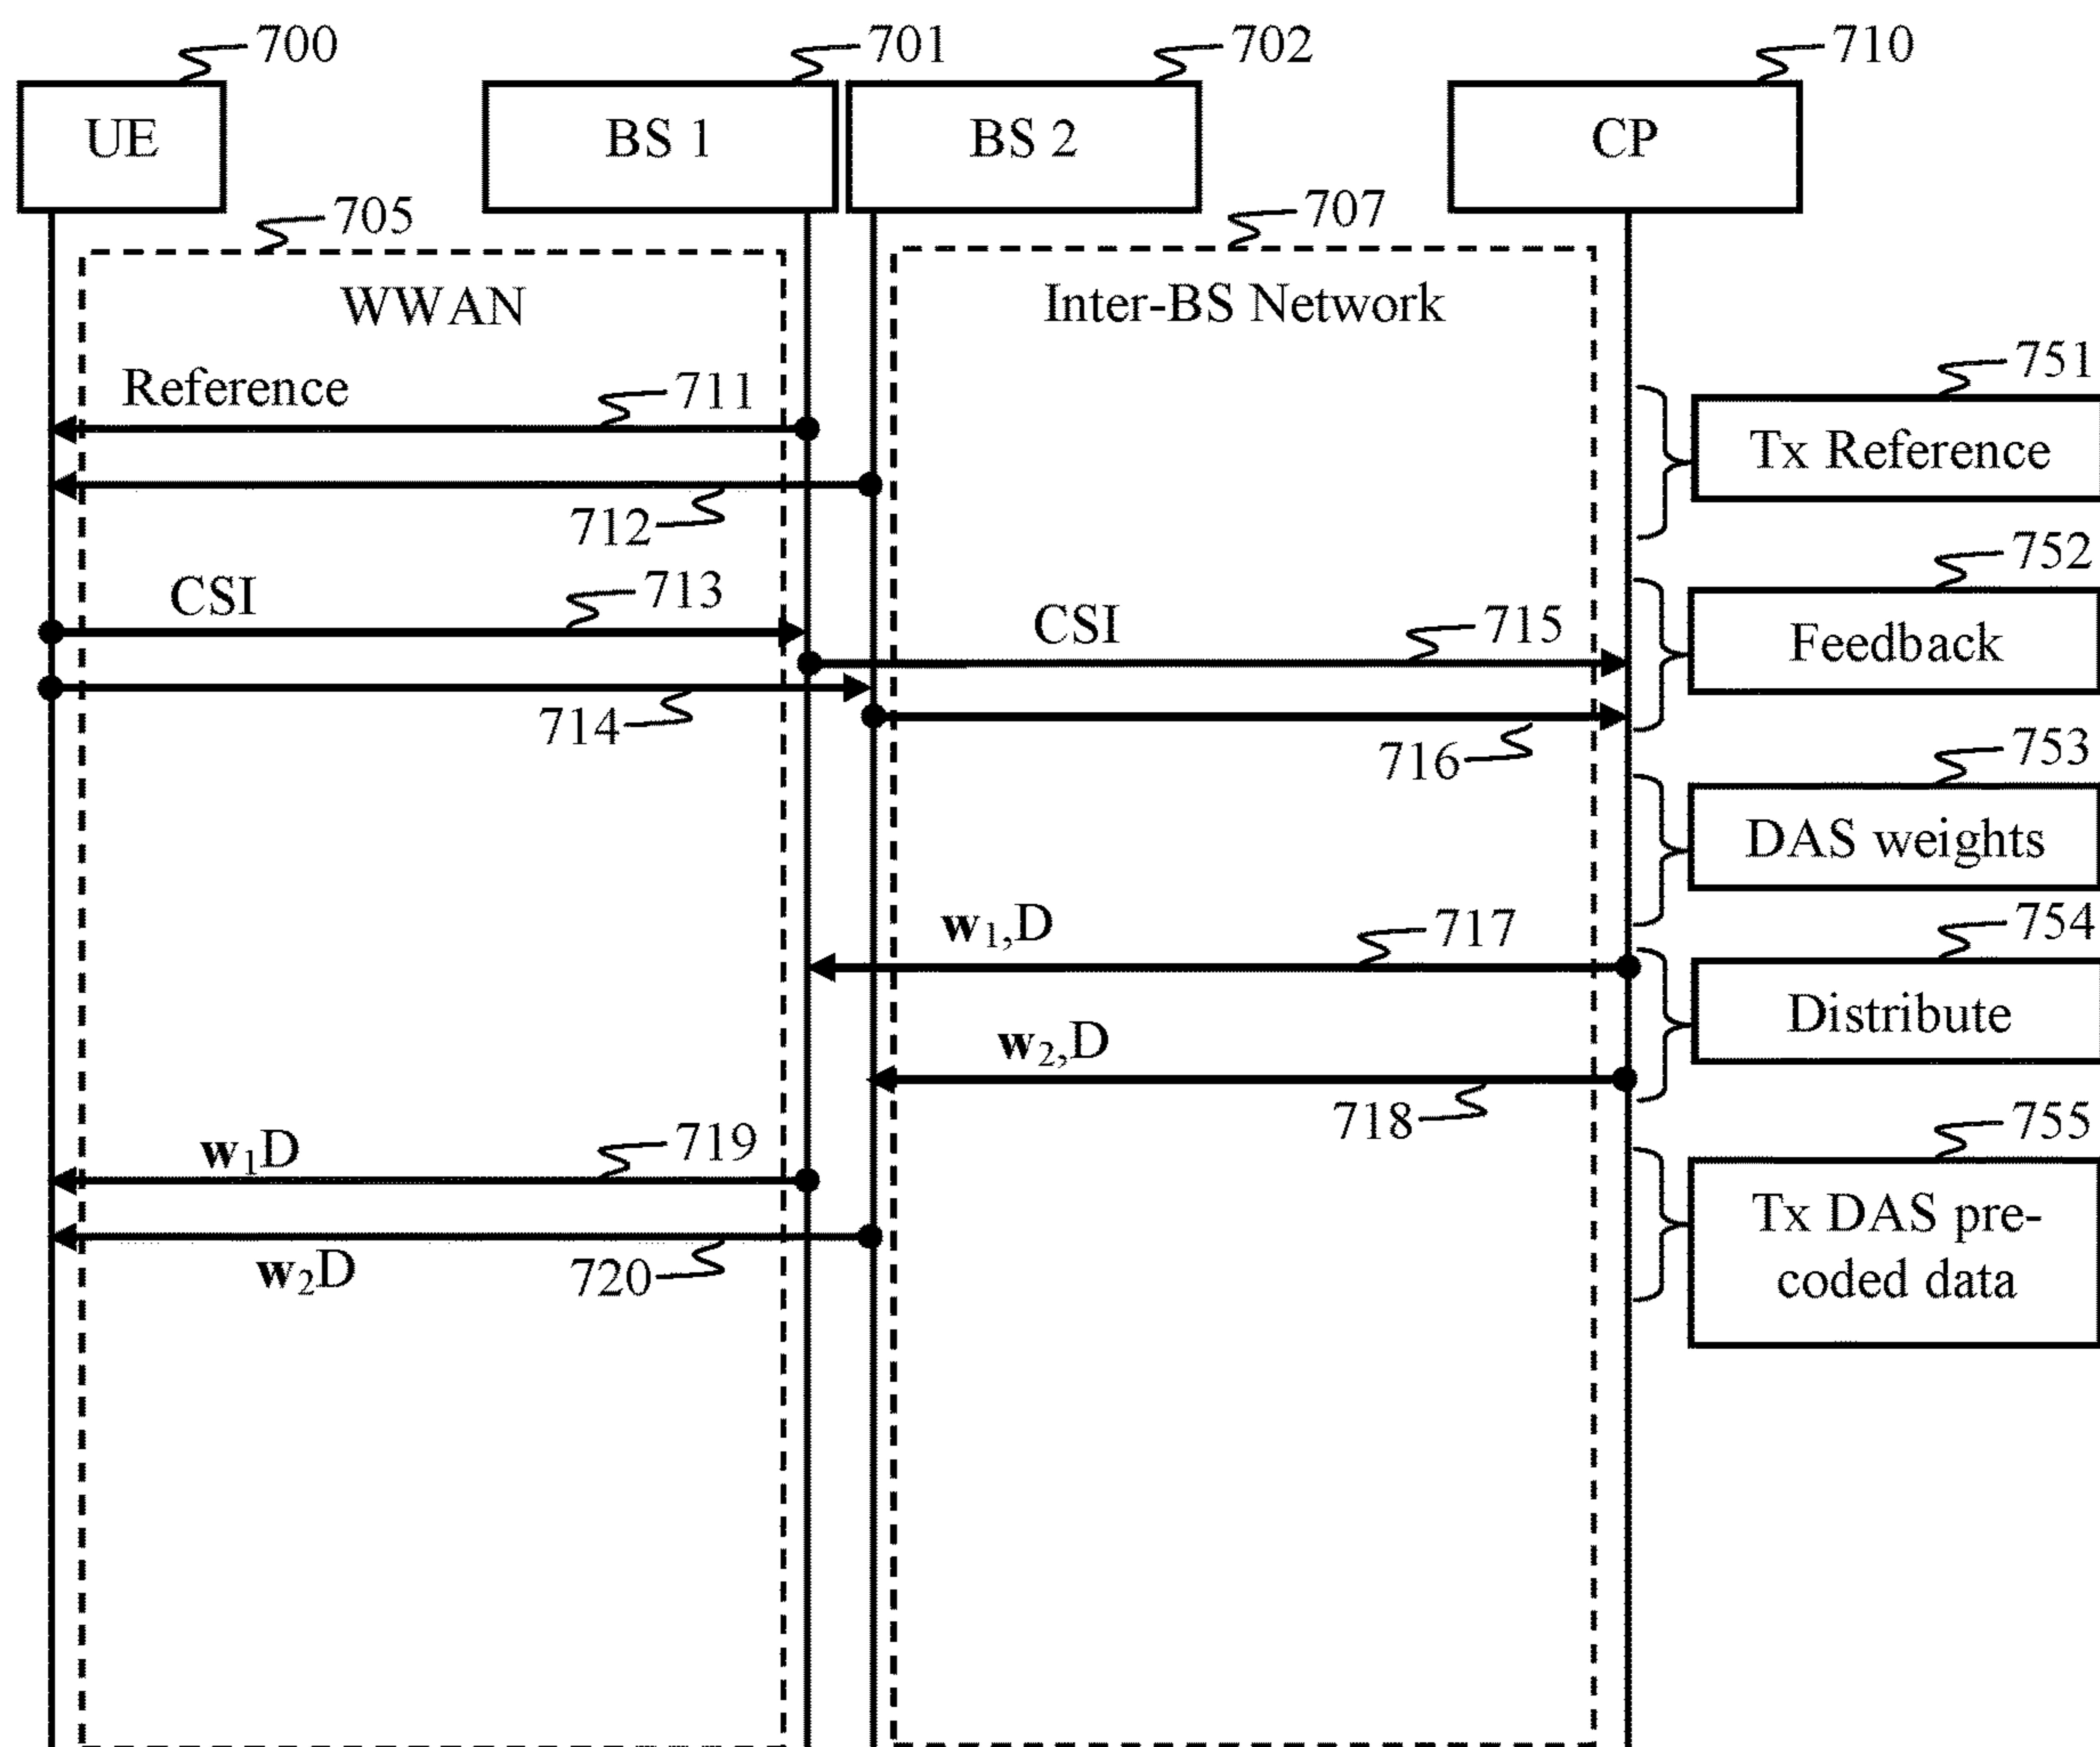 700
701
702
710
UE
BS 1
BS 2
CP
705
707
WWAN
Inter-BS Network
Reference
711
712
751
Tx Reference
CSI
713
714
CSI
715
716
752
Feedback
753
DAS weights
w₁,D
717
w₂,D
718
754
Distribute
w₁D
719
w₂D
720
755
Tx DAS pre-
coded data